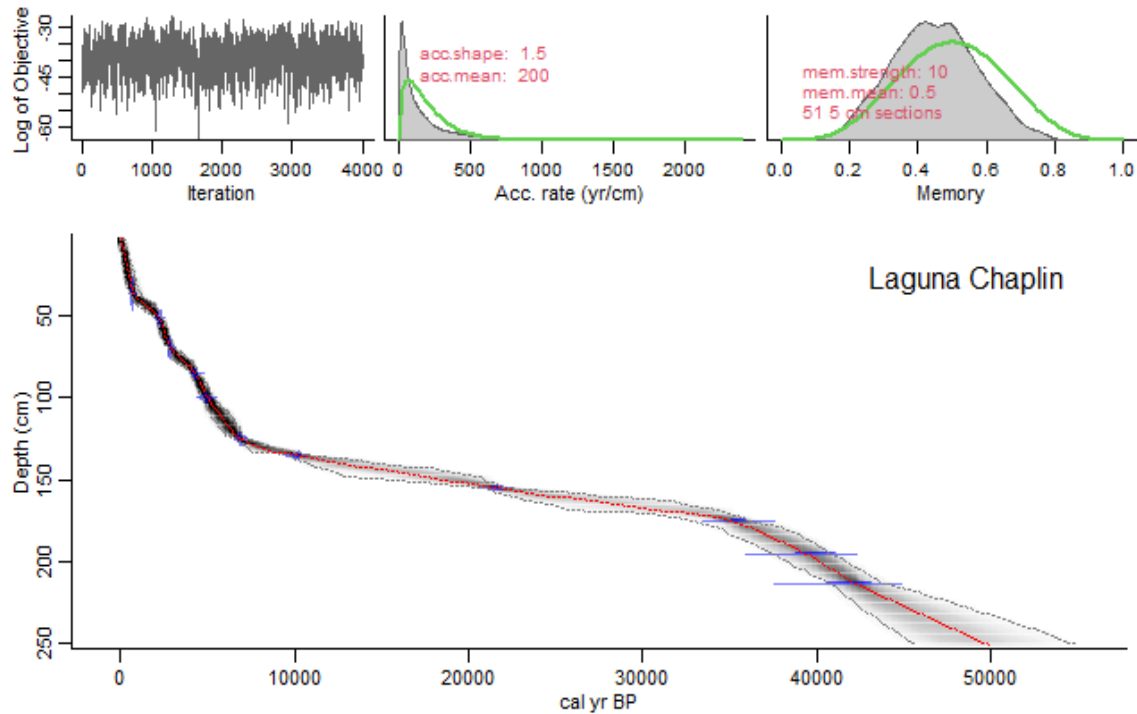 Log of Objective
-30
-45
-60
0
1000
2000
3000
4000
Iteration
acc.shape: 1.5
acc.mean: 200
0
500
1000
1500
2000
Acc. rate (yr/cm)
mem.strength: 10
mem.mean: 0.5
51 5 cm sections
0.0
0.2
0.4
0.6
0.8
1.0
Memory
Laguna Chaplin
Depth (cm)
50
100
150
200
250
0
10000
20000
30000
40000
50000
cal yr BP